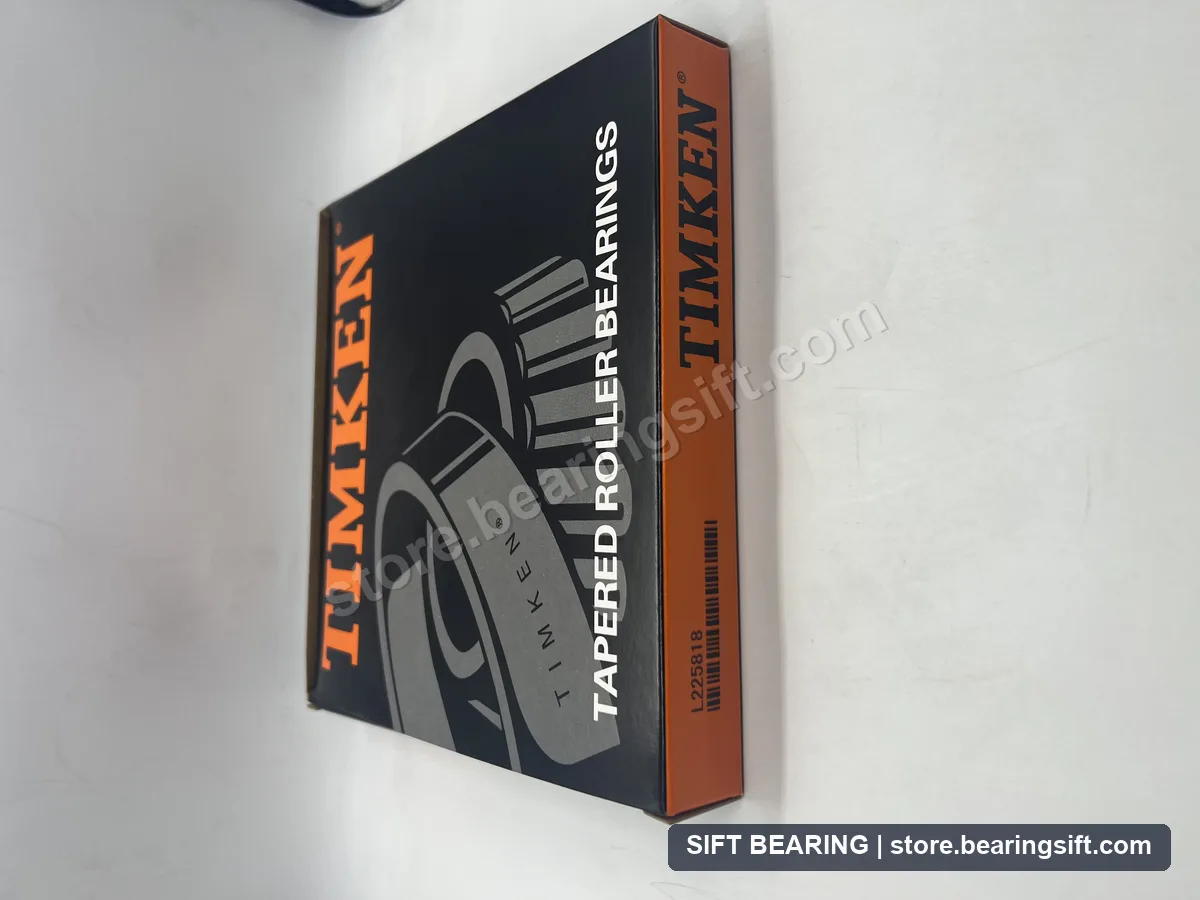 TIMKEN®
TIMKEN®
TAPERED ROLLER BEARINGS
TIMKEN®
L225818
store.bearingsift.com
SIFT BEARING | store.bearingsift.com